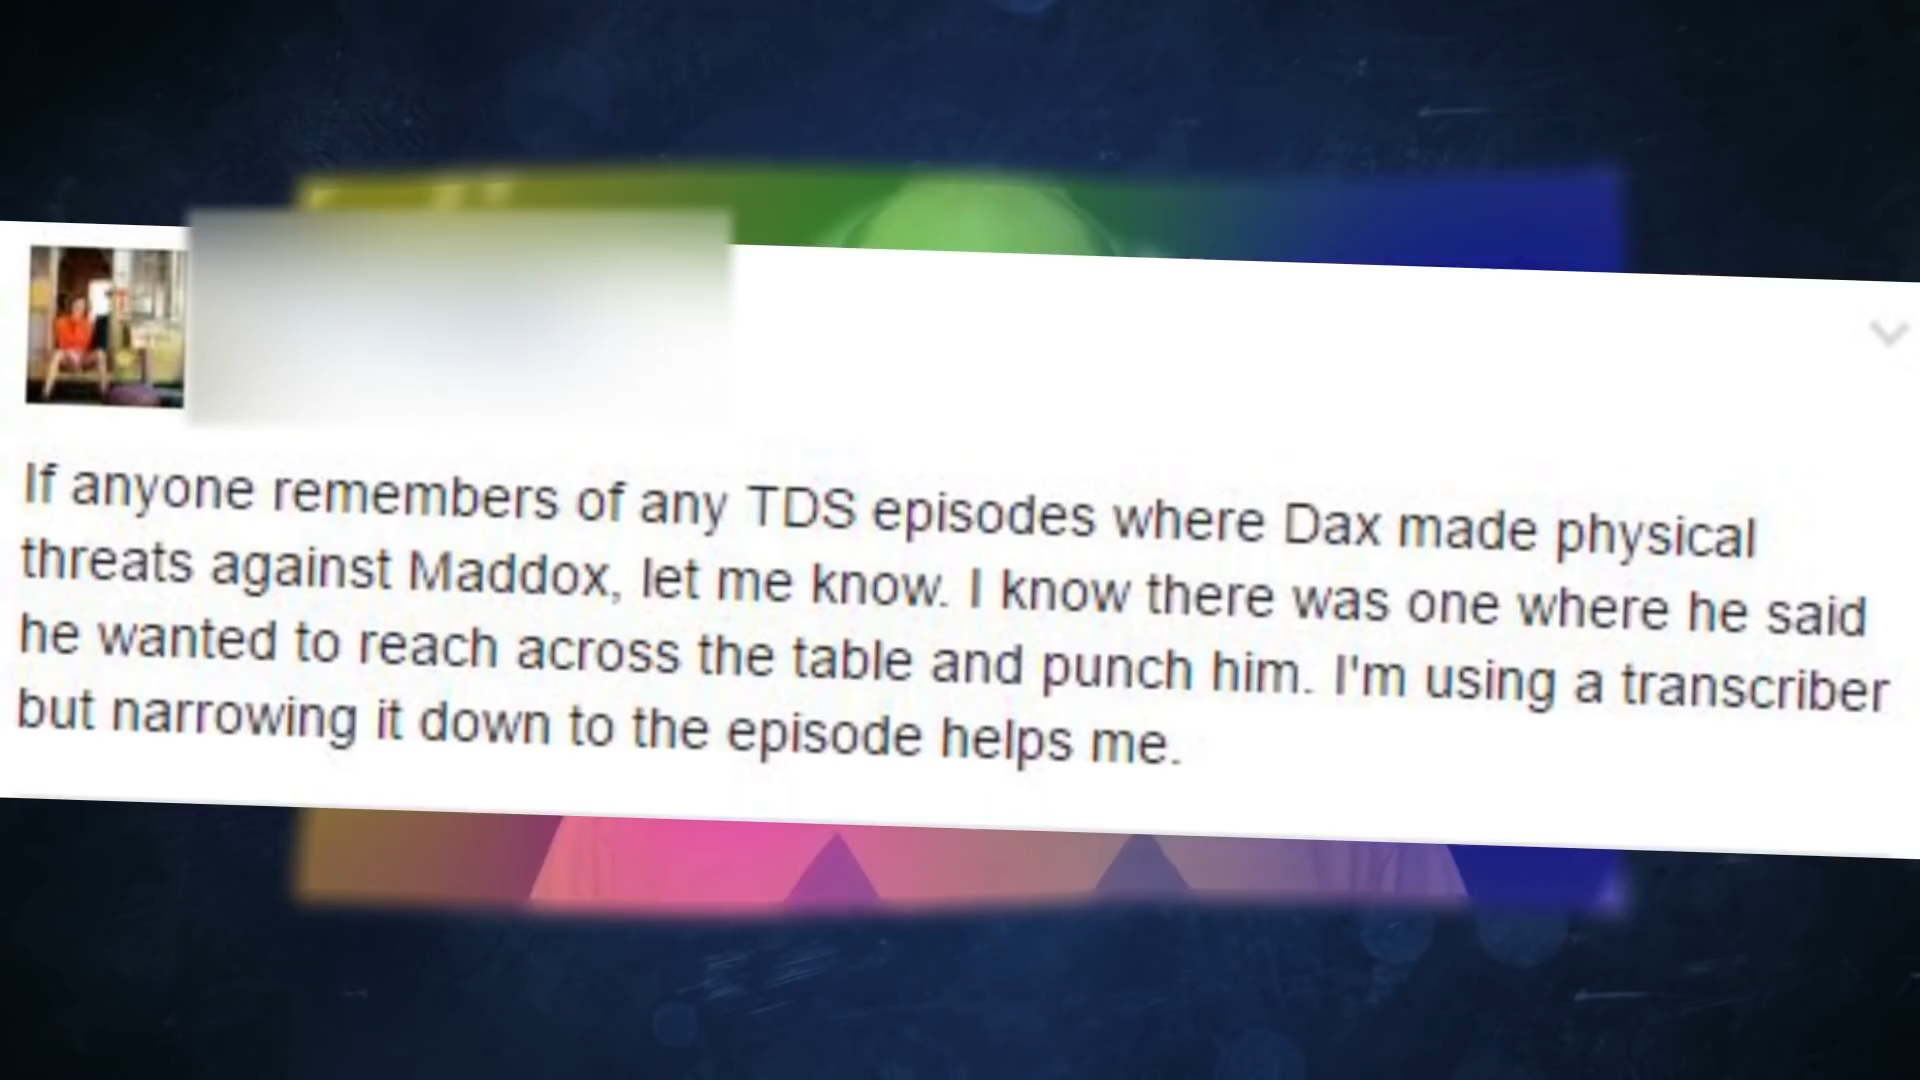 If anyone remembers of any TDS episodes where Dax made physical
threats against Maddox, let me know. I know there was one where he said
he wanted to reach across the table and punch him. I'm using a transcriber
but narrowing it down to the episode helps me.